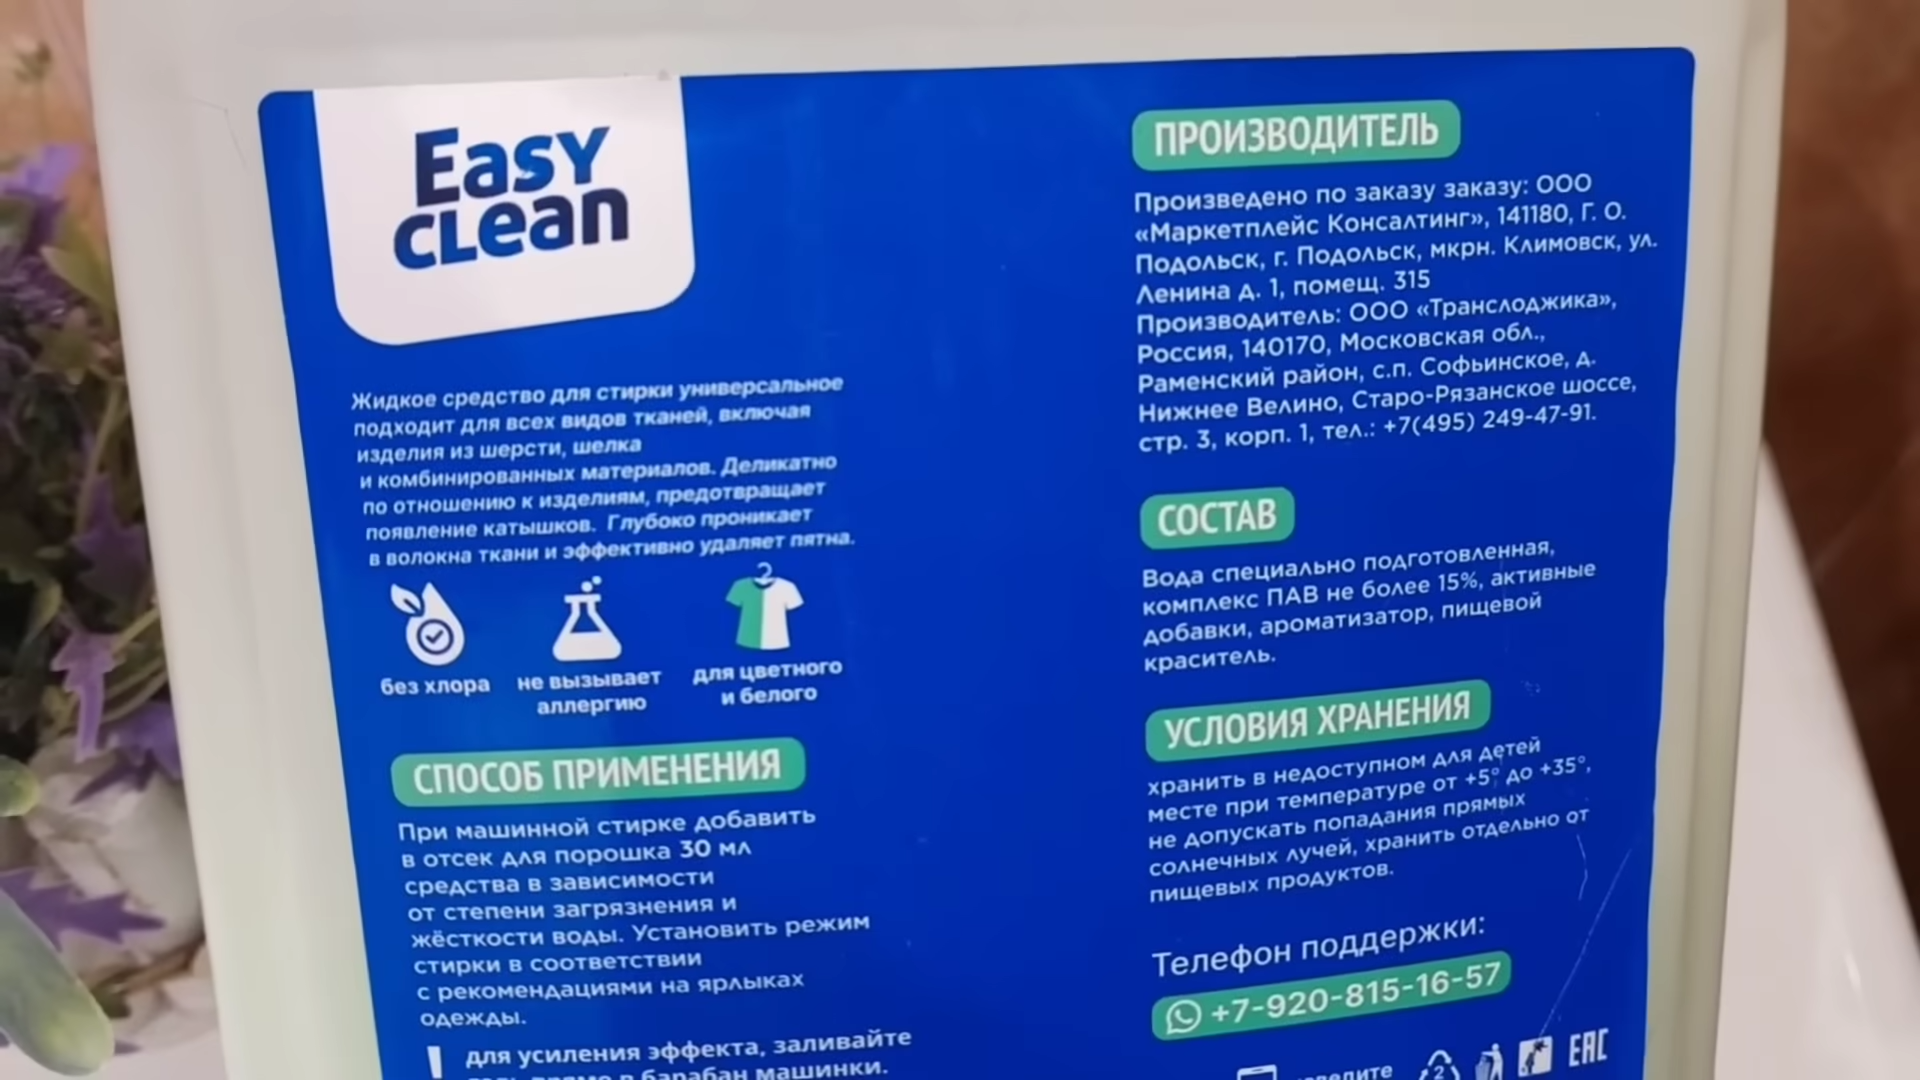 Easy
Clean
Жидкое средство для стирки универсальное
подходит для всех видов тканей, включая
изделия из шерсти, шелка
и комбинированных материалов. Деликатно
по отношению к изделиям, предотвращает
появление катышков. Глубоко проникает
в волокна ткани и эффективно удаляет пятна.
без хлора
не вызывает
аллергию
для цветного
и белого
СПОСОБ ПРИМЕНЕНИЯ
При машинной стирке добавить
в отсек для порошка 30 мл
средства в зависимости
от степени загрязнения и
жёсткости воды. Установить режим
стирки в соответствии
с рекомендациями на ярлыках
одежды.
! для усиления эффекта, заливайте
прямо в барабан машинки.
ПРОИЗВОДИТЕЛЬ
Произведено по заказу заказу: ООО
«Маркетплейс Консалтинг», 141180, Г. О.
Подольск, г. Подольск, мкрн. Климовск, ул.
Ленина д. 1, помещ. 315
Производитель: ООО «Транслоджика»,
Россия, 140170, Московская обл.,
Раменский район, с.п. Софьинское, д.
Нижнее Велино, Старо-Рязанское шоссе,
стр. 3, корп. 1, тел.: +7(495) 249-47-91.
СОСТАВ
Вода специально подготовленная,
комплекс ПАВ не более 15%, активные
добавки, ароматизатор, пищевой
краситель.
УСЛОВИЯ ХРАНЕНИЯ
хранить в недоступном для детей
месте при температуре от +5° до +35°,
не допускать попадания прямых
солнечных лучей, хранить отдельно от
пищевых продуктов.
Телефон поддержки:
+7-920-815-16-57
2
EAC